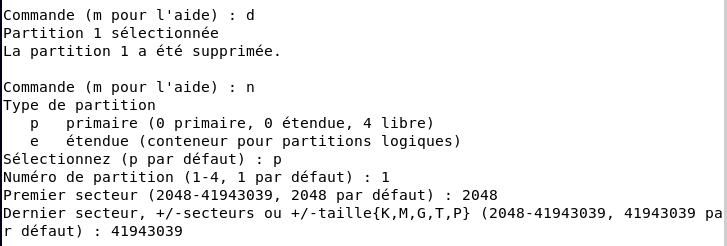 Commande (m pour l'aide) : d
Partition 1 sélectionnée
La partition 1 a été supprimée.

Commande (m pour l'aide) : n
Type de partition
   p   primaire (0 primaire, 0 étendue, 4 libre)
   e   étendue (conteneur pour partitions logiques)
Sélectionnez (p par défaut) : p
Numéro de partition (1-4, 1 par défaut) : 1
Premier secteur (2048-41943039, 2048 par défaut) : 2048
Dernier secteur, +/-secteurs ou +/-taille{K,M,G,T,P} (2048-41943039, 41943039 pa
r défaut) : 41943039